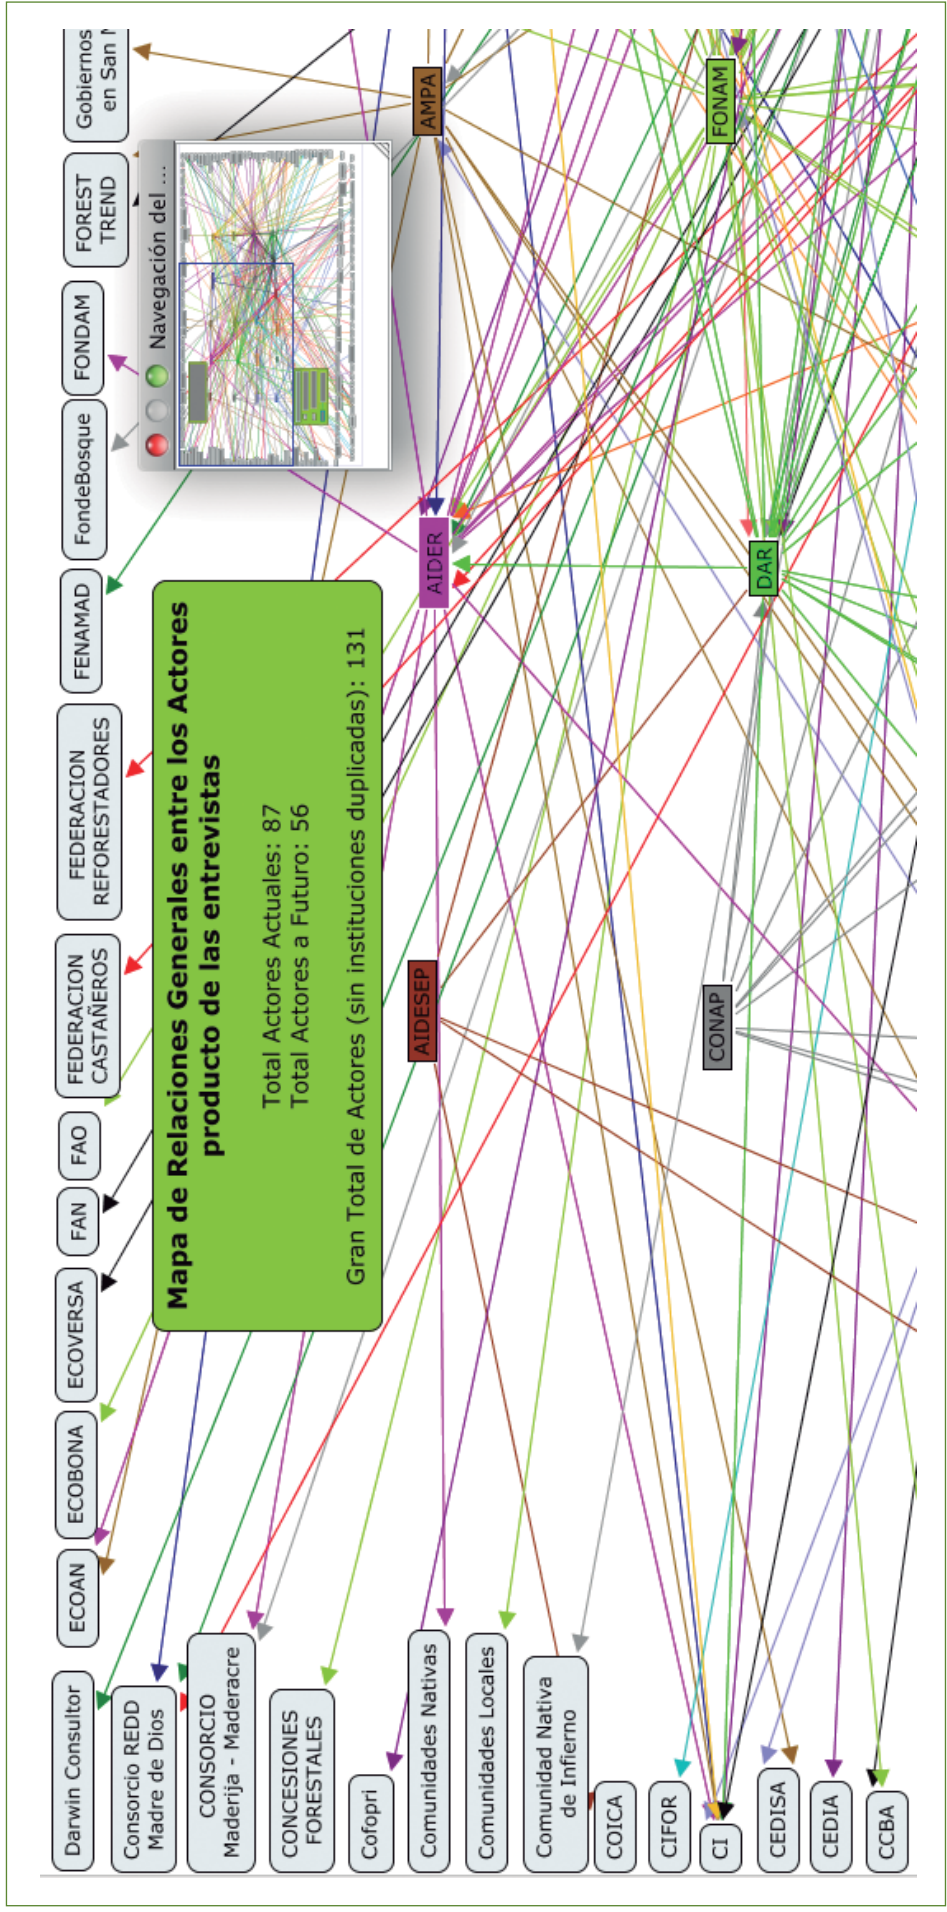 Gobiernos
en San
FOREST
TREND
FONDAM
FondeBosque
FENAMAD
FEDERACION
REFORESTADORES
FEDERACION
CASTAÑEROS
FAO
FAN
ECOVERSA
ECOBONA
ECOAN
Darwin Consultor
Consorcio REDD
Madre de Dios
CONSORCIO
Maderija - Maderacre
CONCESIONES
FORESTALES
Cofopri
Comunidades Nativas
Comunidades Locales
Comunidad Nativa
de Infierno
COICA
CIFOR
CI
CEDISA
CEDIA
CCBA
Navegación del ...
Mapa de Relaciones Generales entre los Actores
producto de las entrevistas
Total Actores Actuales: 87
Total Actores a Futuro: 56
Gran Total de Actores (sin instituciones duplicadas): 131
AMPA
AIDER
AIDESEP
FONAM
DAR
CONAP